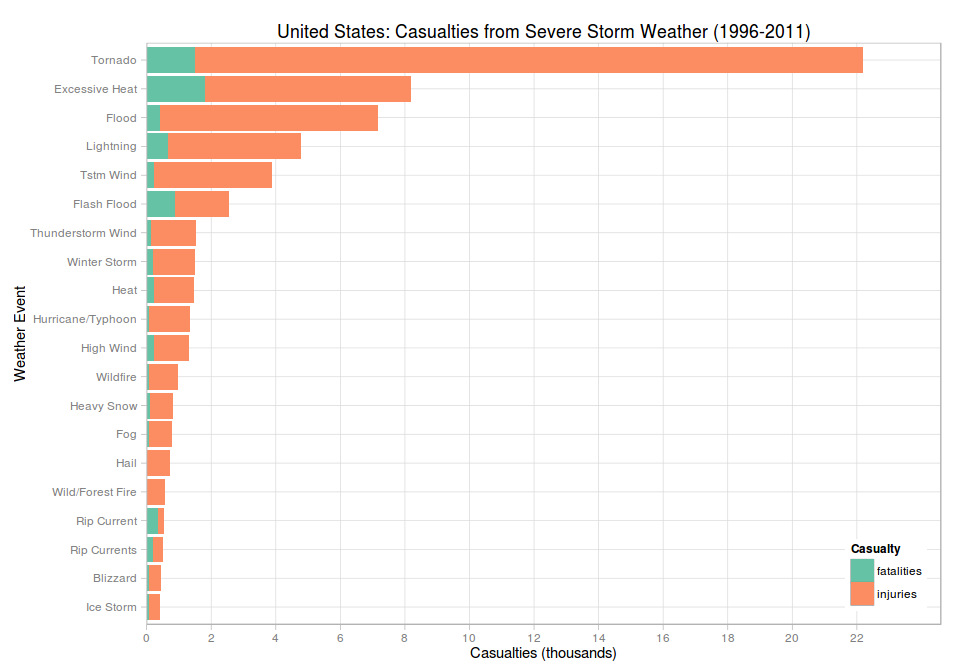 United States: Casualties from Severe Storm Weather (1996-2011)
Weather Event
Tornado
Excessive Heat
Flood
Lightning
Tstm Wind
Flash Flood
Thunderstorm Wind
Winter Storm
Heat
Hurricane/Typhoon
High Wind
Wildfire
Heavy Snow
Fog
Hail
Wild/Forest Fire
Rip Current
Rip Currents
Blizzard
Ice Storm
Casualty
fatalities
injuries
0 2 4 6 8 10 12 14 16 18 20 22
Casualties (thousands)